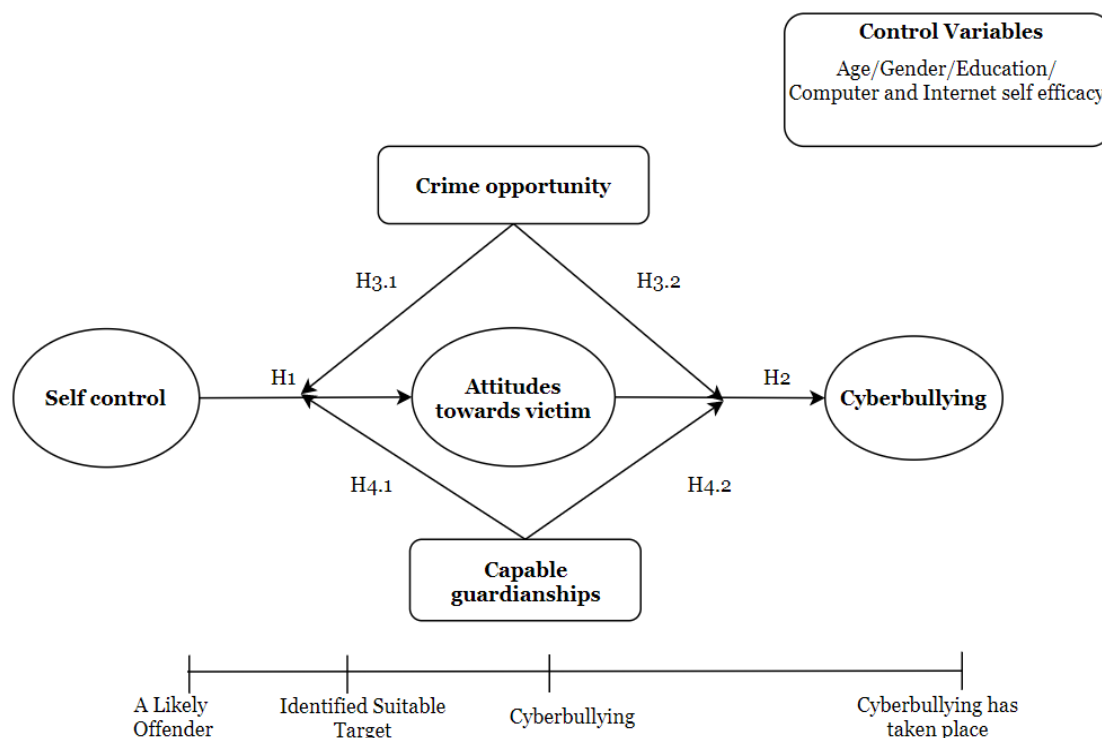 Control Variables
Age/Gender/Education/
Computer and Internet self efficacy
Crime opportunity
H3.1
H3.2
Self control
H1
Attitudes
towards victim
H2
Cyberbullying
H4.1
H4.2
Capable
guardianships
A Likely
Offender
Identified Suitable
Target
Cyberbullying
Cyberbullying has
taken place